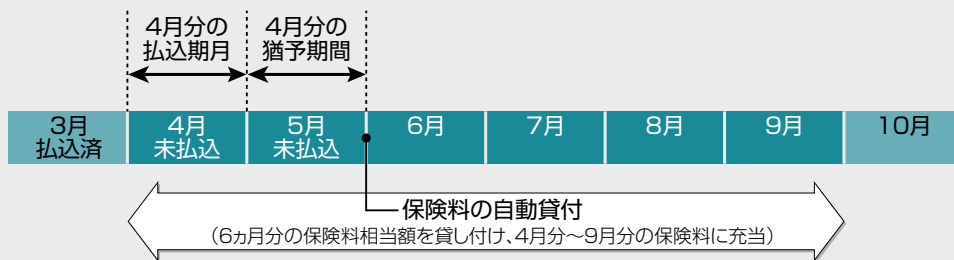 4月分の
払込期月
4月分の
猶予期間
3月
払込済
4月
未払込
5月
未払込
6月
7月
8月
9月
10月
保険料の自動貸付
（6ヵ月分の保険料相当額を貸し付け、4月分〜9月分の保険料に充当）